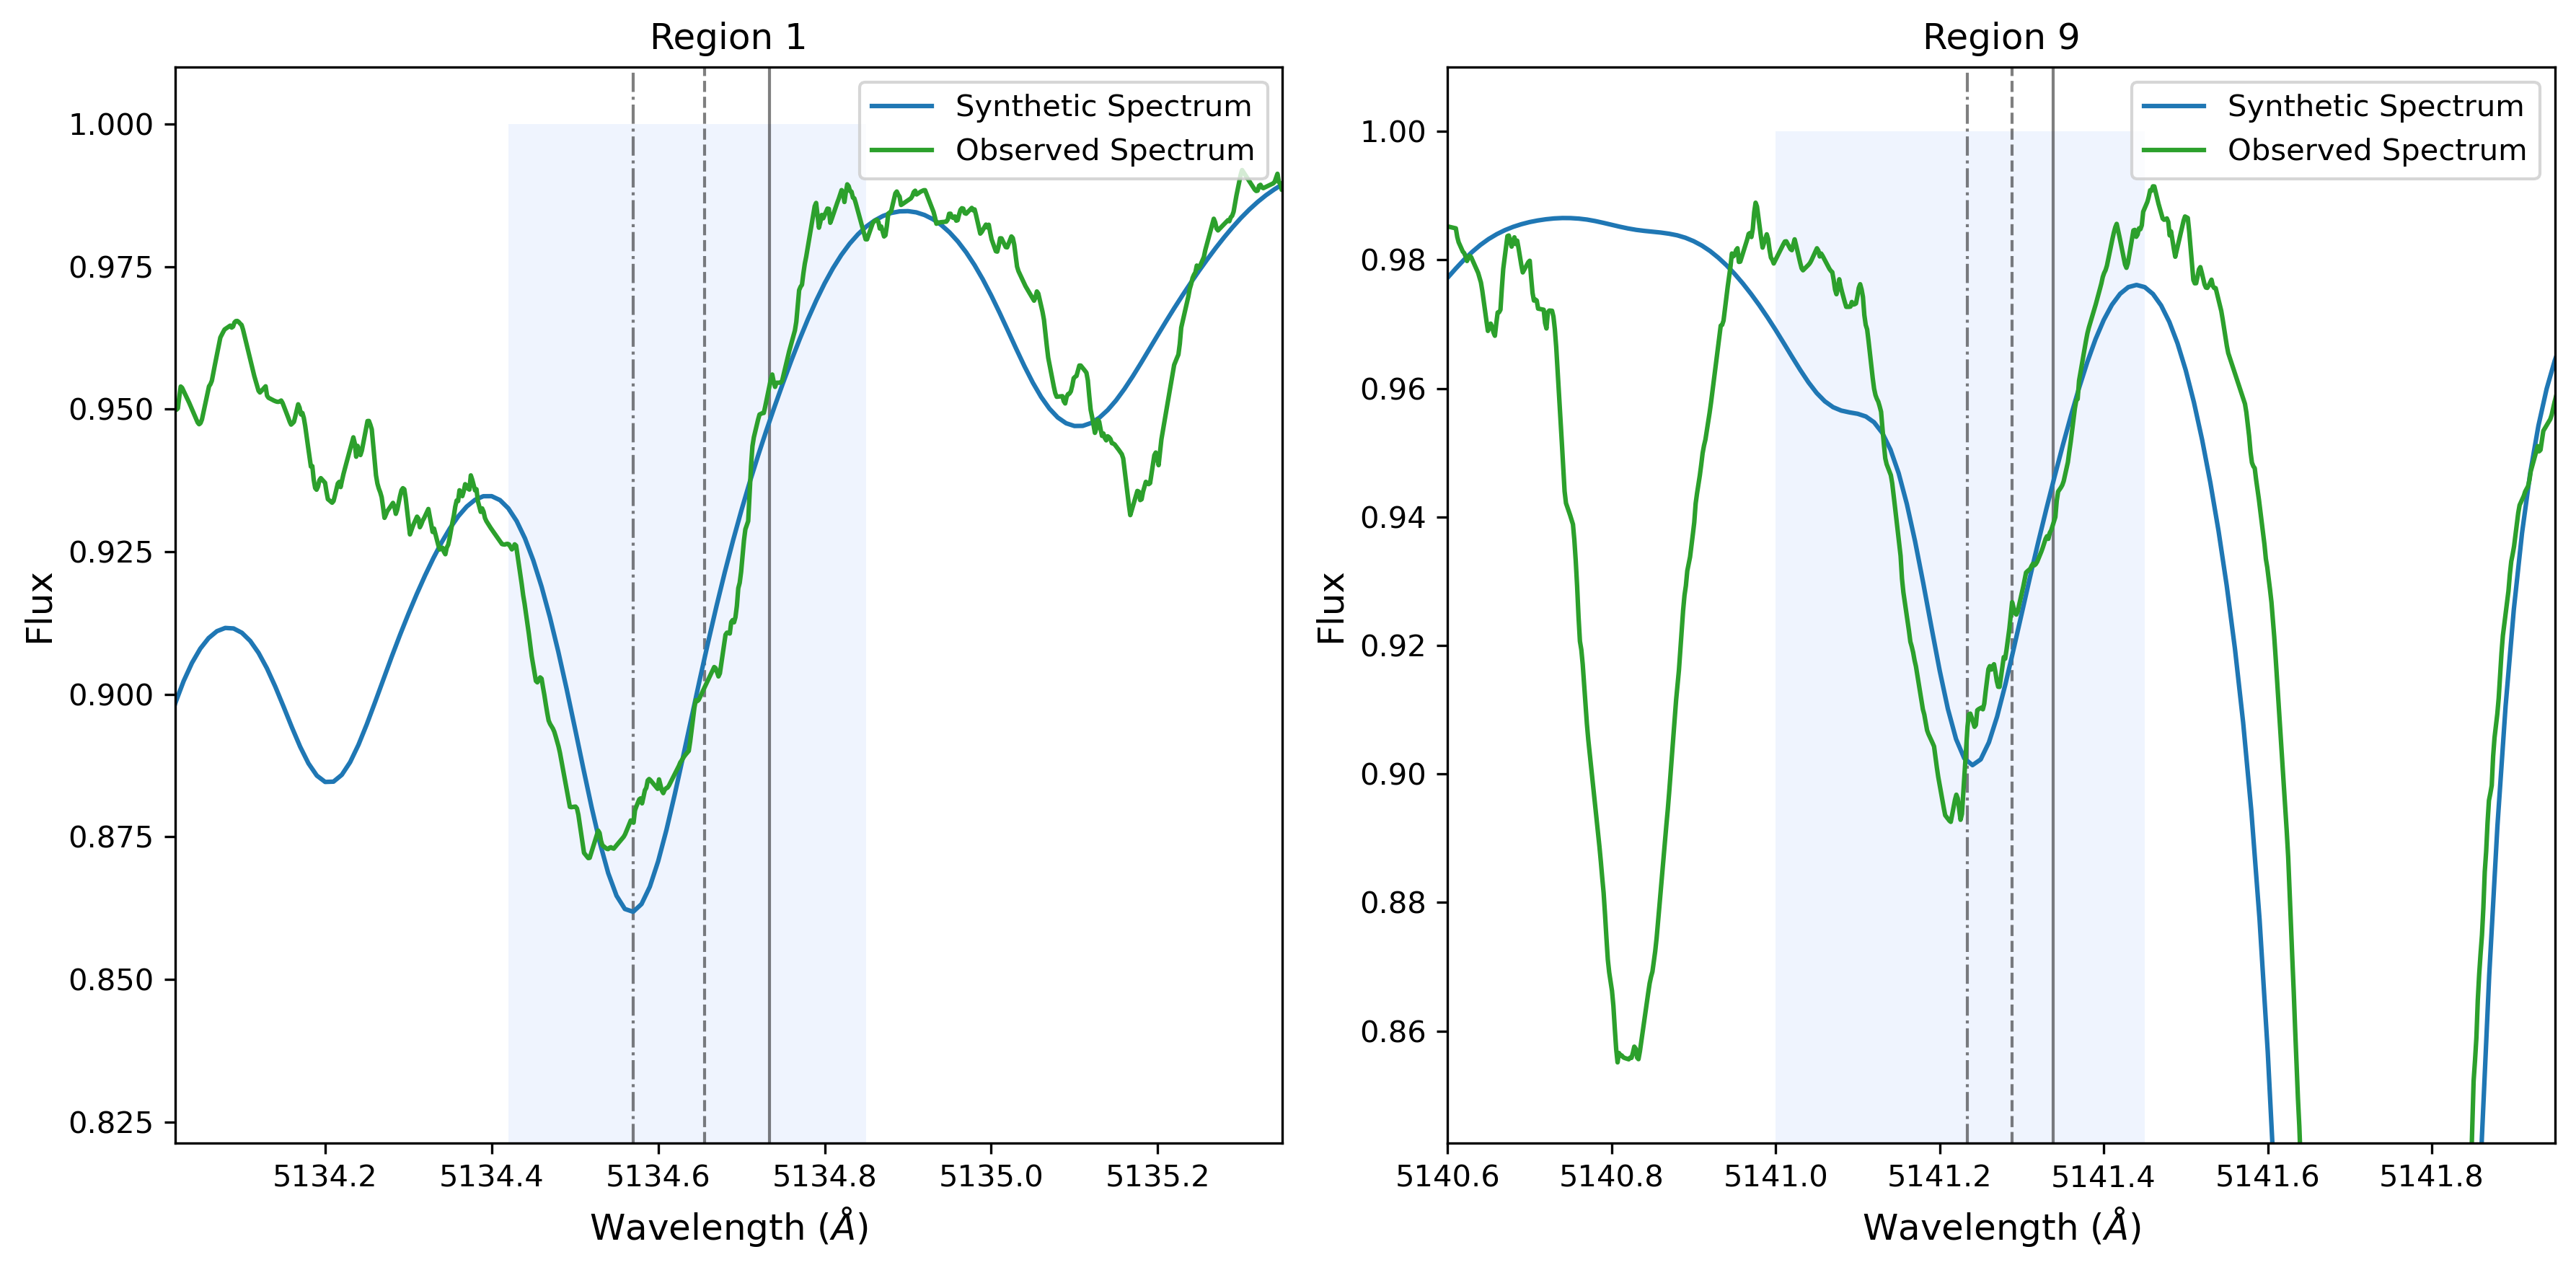 Region 1
Synthetic Spectrum
Observed Spectrum
1.000
0.975
0.950
0.925
0.900
0.875
0.850
0.825
Flux
5134.2 5134.4 5134.6 5134.8 5135.0 5135.2
Wavelength (Å)
Region 9
Synthetic Spectrum
Observed Spectrum
1.00
0.98
0.96
0.94
0.92
0.90
0.88
0.86
Flux
5140.6 5140.8 5141.0 5141.2 5141.4 5141.6 5141.8
Wavelength (Å)